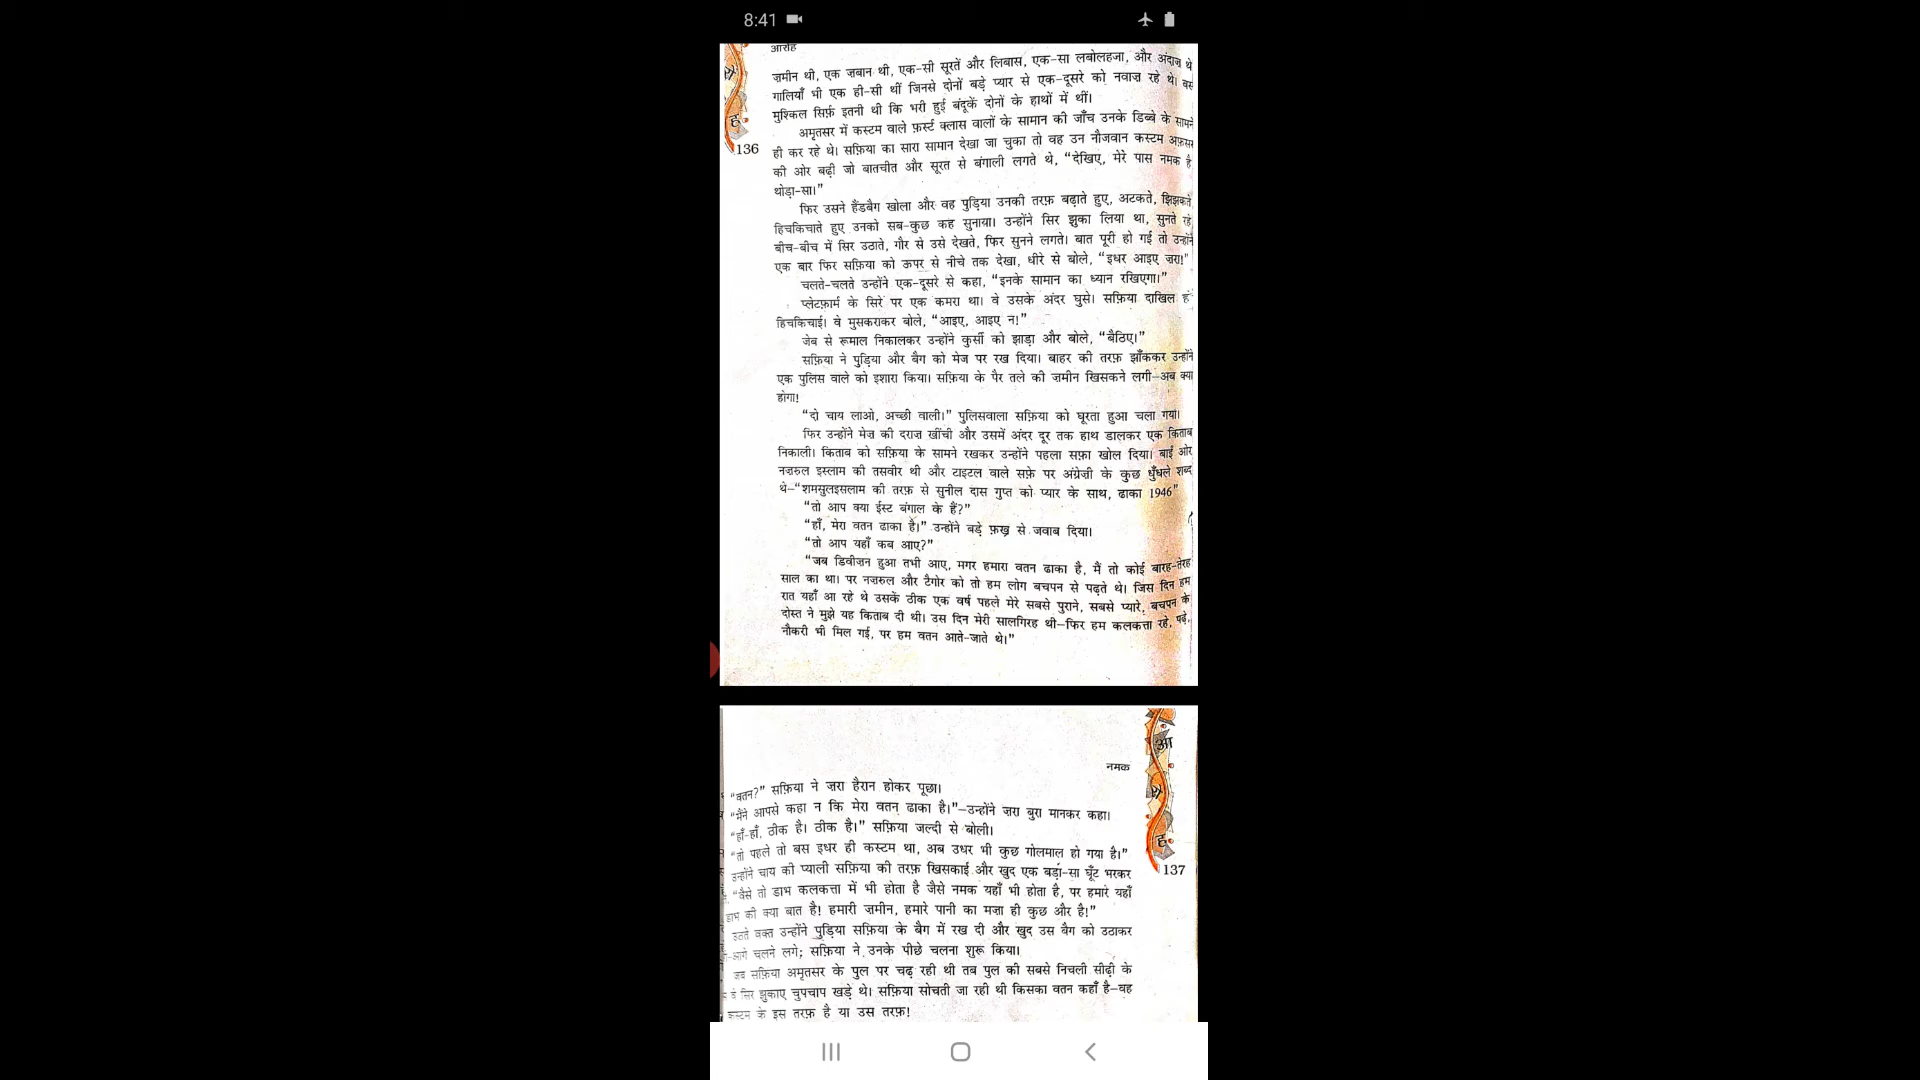 8:41
आरोह
ज़मीन थी, एक ज़बान थी, एक-सी सूरतें और लिबास, एक-सा लबोलहजा, और अंदाज़ थे
गालियाँ भी एक ही-सी थीं जिनसे दोनों बड़े प्यार से एक-दूसरे को नवाज़ रहे थे। बस
मुश्किल सिर्फ़ इतनी थी कि भरी हुई बंदूकें दोनों के हाथों में थीं।
अमृतसर में कस्टम वाले फ़र्स्ट क्लास वालों के सामान की जाँच उनके डिब्बे के सामने
ही कर रहे थे। सफ़िया का सारा सामान देखा जा चुका तो वह उन नौजवान कस्टम अफ़सर
136
की ओर बढ़ी जो बातचीत और सूरत से बंगाली लगते थे, “देखिए, मेरे पास नमक है
थोड़ा-सा।”
फिर उसने हैंडबैग खोला और वह पुड़िया उनकी तरफ़ बढ़ाते हुए, अटकते, झिझकते
हिचकिचाते हुए उनको सब-कुछ कह सुनाया। उन्होंने सिर झुका लिया था, सुनते रहे
बीच-बीच में सिर उठाते, गौर से उसे देखते, फिर सुनने लगते। बात पूरी हो गई तो उन्होंने
एक बार फिर सफ़िया को ऊपर से नीचे तक देखा, धीरे से बोले, “इधर आइए ज़रा!”
चलते-चलते उन्होंने एक-दूसरे से कहा, “इनके सामान का ध्यान रखिएगा।”
प्लेटफ़ार्म के सिरे पर एक कमरा था। वे उसके अंदर घुसे। सफ़िया दाखिल
हिचकिचाई। वे मुसकराकर बोले, “आइए, आइए न!”
जेब से रूमाल निकालकर उन्होंने कुर्सी को झाड़ा और बोले, “बैठिए।”
सफ़िया ने पुड़िया और बैग को मेज पर रख दिया। बाहर की तरफ़ झाँककर उन्होंने
एक पुलिस वाले को इशारा किया। सफ़िया के पैर तले की ज़मीन खिसकने लगी–अब क्या
होगा!
“दो चाय लाओ, अच्छी वाली।” पुलिसवाला सफ़िया को घूरता हुआ चला गया।
फिर उन्होंने मेज़ की दराज़ खींची और उसमें अंदर दूर तक हाथ डालकर एक किताब
निकाली। किताब को सफ़िया के सामने रखकर उन्होंने पहला सफ़ा खोल दिया। बाईं ओर
नज़रुल इस्लाम की तसवीर थी और टाइटल वाले सफ़े पर अंग्रेज़ी के कुछ धुँधले शब्द
थे–“शमसुलइसलाम की तरफ़ से सुनील दास गुप्त को प्यार के साथ, ढाका 1946”
“तो आप क्या ईस्ट बंगाल के हैं?”
“हाँ, मेरा वतन ढाका है।” उन्होंने बड़े फ़ख्र से जवाब दिया।
“तो आप यहाँ कब आए?”
“जब डिवीज़न हुआ तभी आए, मगर हमारा वतन ढाका है, मैं तो कोई बारह-तेरह
साल का था। पर नज़रुल और टैगोर को तो हम लोग बचपन से पढ़ते थे। जिस दिन हम
रात यहाँ आ रहे थे उसके ठीक एक वर्ष पहले मेरे सबसे पुराने, सबसे प्यारे, बचपन के
दोस्त ने मुझे यह किताब दी थी। उस दिन मेरी सालगिरह थी–फिर हम कलकत्ता रहे, पढ़े,
नौकरी भी मिल गई, पर हम वतन आते-जाते थे।”
नमक
“वतन?” सफ़िया ने ज़रा हैरान होकर पूछा।
“मैंने आपसे कहा न कि मेरा वतन ढाका है।”–उन्होंने ज़रा बुरा मानकर कहा।
“हाँ-हाँ, ठीक है। ठीक है।” सफ़िया जल्दी से बोली।
“तो पहले तो बस इधर ही कस्टम था, अब उधर भी कुछ गोलमाल हो गया है।”
उन्होंने चाय की प्याली सफ़िया की तरफ़ खिसकाई और खुद एक बड़ा-सा घूँट भरकर
137
“वैसे तो डाभ कलकत्ता में भी होता है जैसे नमक यहाँ भी होता है, पर हमारे यहाँ
डाभ की क्या बात है! हमारी ज़मीन, हमारे पानी का मज़ा ही कुछ और है!”
उठते वक्त उन्होंने पुड़िया सफ़िया के बैग में रख दी और खुद उस बैग को उठाकर
-आगे चलने लगे; सफ़िया ने उनके पीछे चलना शुरू किया।
जब सफ़िया अमृतसर के पुल पर चढ़ रही थी तब पुल की सबसे निचली सीढ़ी के
वे सिर झुकाए चुपचाप खड़े थे। सफ़िया सोचती जा रही थी किसका वतन कहाँ है–वह
कस्टम के इस तरफ़ है या उस तरफ़!
आ
रो
ह